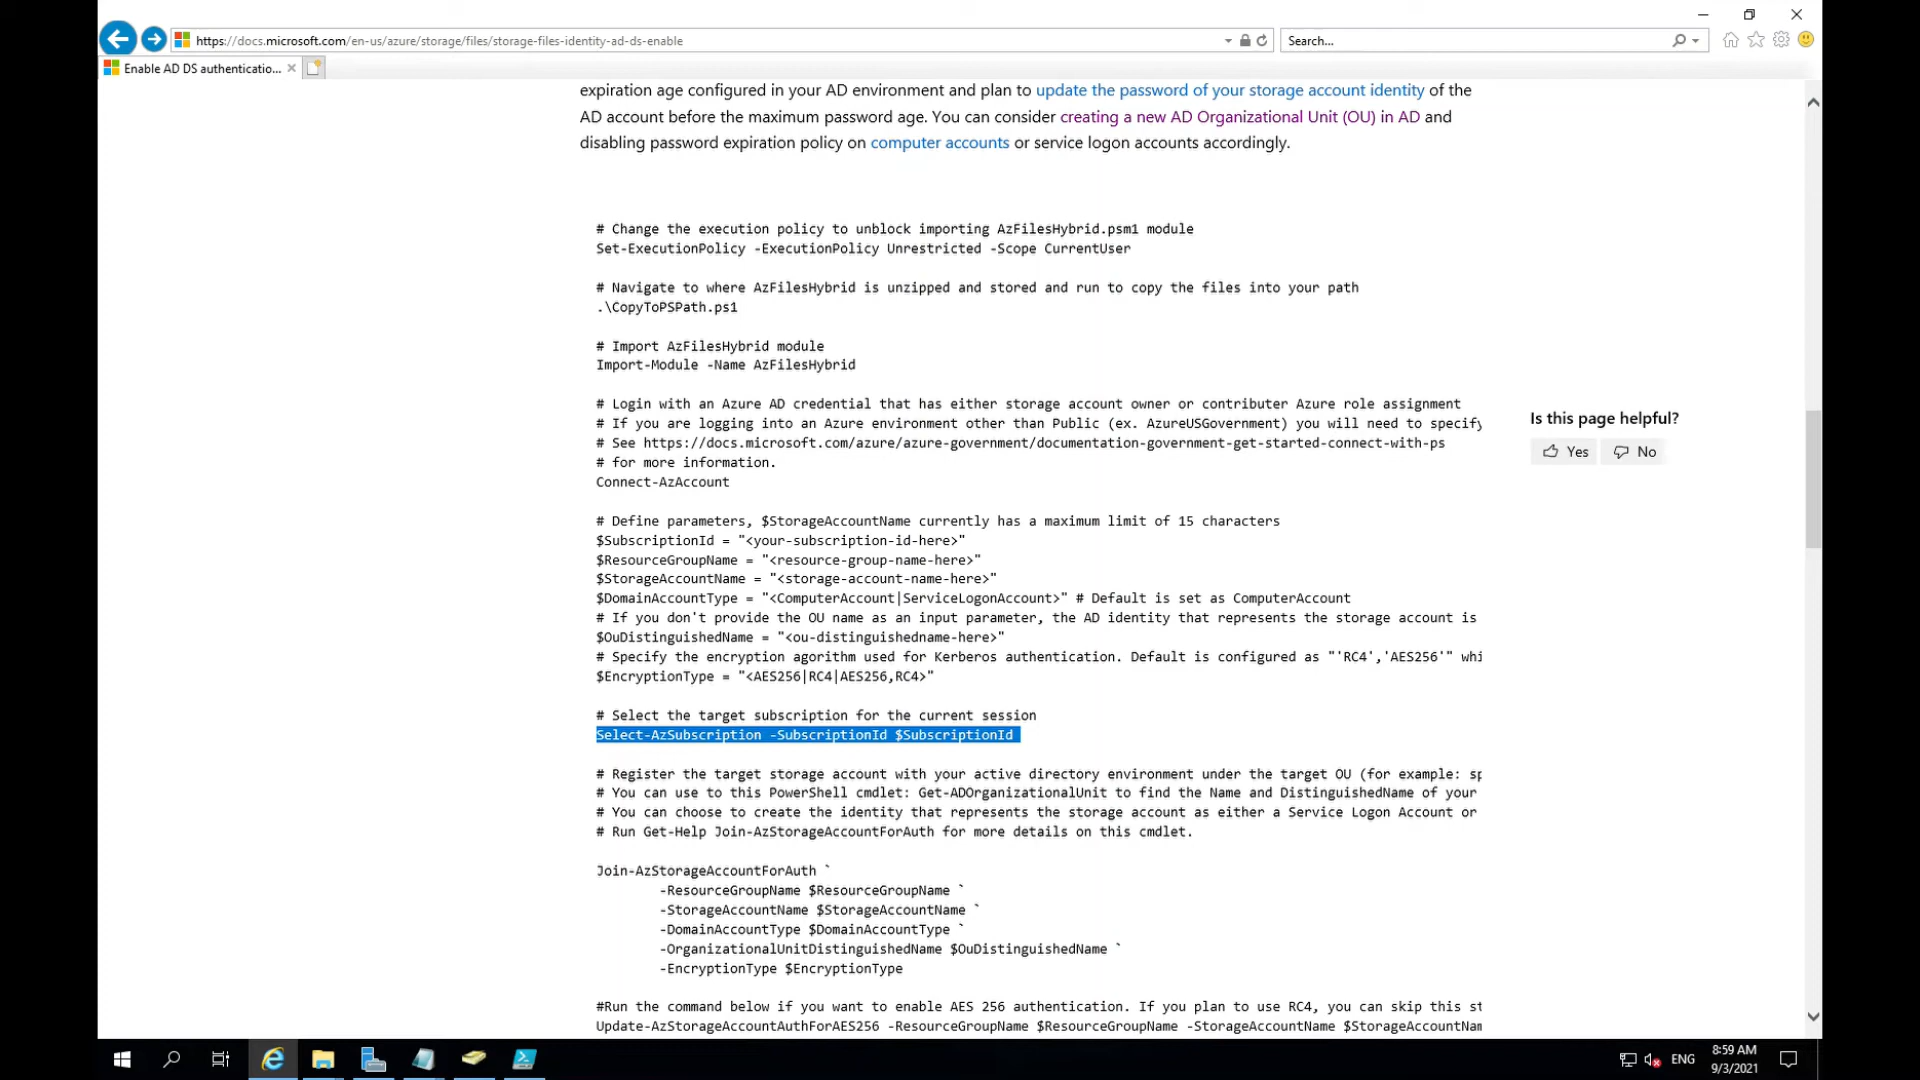 https://docs.microsoft.com/en-us/azure/storage/files/storage-files-identity-ad-ds-enable
Search...
Enable AD DS authenticatio...
expiration age configured in your AD environment and plan to update the password of your storage account identity of the
AD account before the maximum password age. You can consider creating a new AD Organizational Unit (OU) in AD and
disabling password expiration policy on computer accounts or service logon accounts accordingly.
# Change the execution policy to unblock importing AzFilesHybrid.psm1 module
Set-ExecutionPolicy -ExecutionPolicy Unrestricted -Scope CurrentUser
# Navigate to where AzFilesHybrid is unzipped and stored and run to copy the files into your path
.\CopyToPSPath.ps1
# Import AzFilesHybrid module
Import-Module -Name AzFilesHybrid
# Login with an Azure AD credential that has either storage account owner or contributer Azure role assignment
# If you are logging into an Azure environment other than Public (ex. AzureUSGovernment) you will need to specify
# See https://docs.microsoft.com/azure/azure-government/documentation-government-get-started-connect-with-ps
# for more information.
Connect-AzAccount
# Define parameters, $StorageAccountName currently has a maximum limit of 15 characters
$SubscriptionId = "<your-subscription-id-here>"
$ResourceGroupName = "<resource-group-name-here>"
$StorageAccountName = "<storage-account-name-here>"
$DomainAccountType = "<ComputerAccount|ServiceLogonAccount>" # Default is set as ComputerAccount
# If you don't provide the OU name as an input parameter, the AD identity that represents the storage account is
$OuDistinguishedName = "<ou-distinguishedname-here>"
# Specify the encryption agorithm used for Kerberos authentication. Default is configured as "'RC4','AES256'" whi
$EncryptionType = "<AES256|RC4|AES256,RC4>"
# Select the target subscription for the current session
Select-AzSubscription -SubscriptionId $SubscriptionId
# Register the target storage account with your active directory environment under the target OU (for example: sp
# You can use to this PowerShell cmdlet: Get-ADOrganizationalUnit to find the Name and DistinguishedName of your
# You can choose to create the identity that represents the storage account as either a Service Logon Account or
# Run Get-Help Join-AzStorageAccountForAuth for more details on this cmdlet.
Join-AzStorageAccountForAuth `
-ResourceGroupName $ResourceGroupName `
-StorageAccountName $StorageAccountName `
-DomainAccountType $DomainAccountType `
-OrganizationalUnitDistinguishedName $OuDistinguishedName `
-EncryptionType $EncryptionType
#Run the command below if you want to enable AES 256 authentication. If you plan to use RC4, you can skip this st
Update-AzStorageAccountAuthForAES256 -ResourceGroupName $ResourceGroupName -StorageAccountName $StorageAccountNam
Is this page helpful?
Yes No
ENG
8:59 AM
9/3/2021